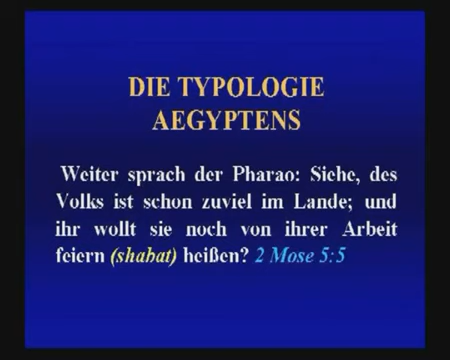 DIE TYPOLOGIE
AEGYPTENS
Weiter sprach der Pharao: Siehe, des
Volks ist schon zuviel im Lande; und
ihr wollt sie noch von ihrer Arbeit
feiern (shabat) heißen? 2 Mose 5:5